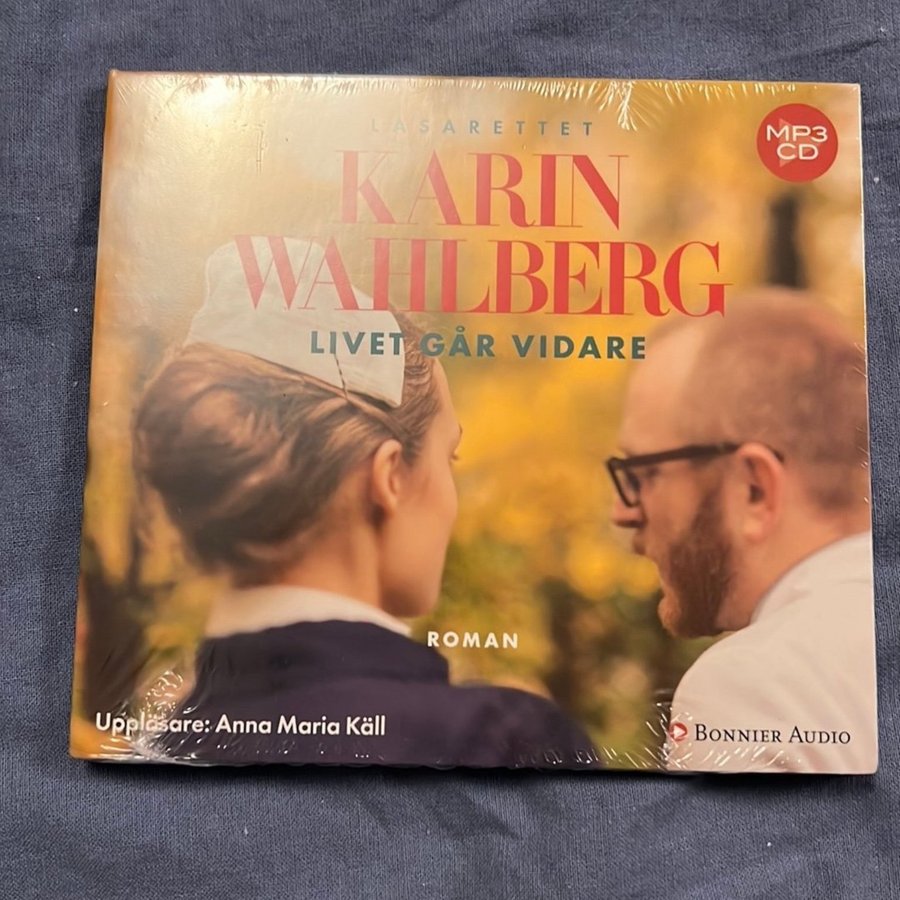 LASARETTET
MP3
CD
KARIN
WAHLBERG
LIVET GÅR VIDARE
ROMAN
Uppläsare: Anna Maria Käll
BONNIER AUDIO